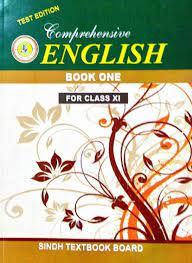 TEST EDITION
Comprehensive
ENGLISH
BOOK ONE
FOR CLASS XI
SINDH TEXTBOOK BOARD